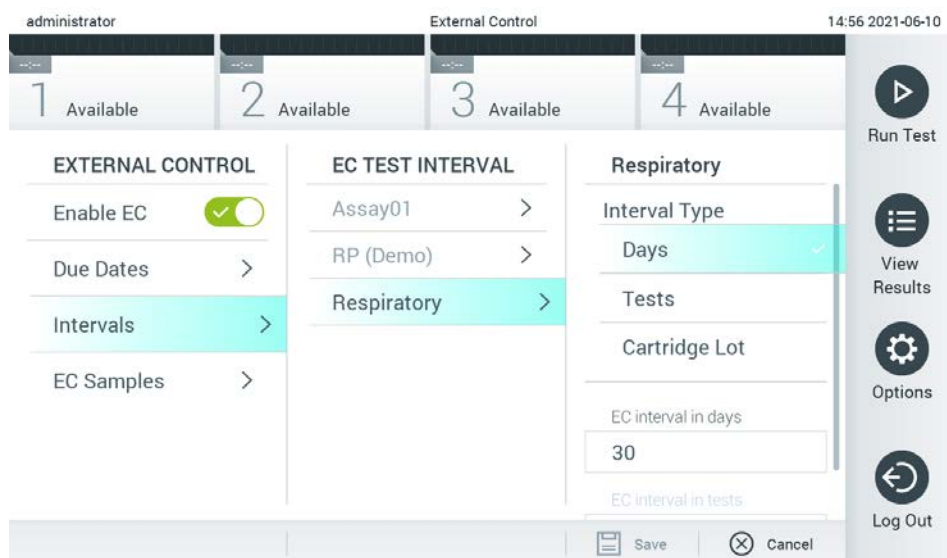 administrator External Control 14:56 2021-06-10
--:-- --:-- --:-- --:--
1 Available 2 Available 3 Available 4 Available
Run Test
EXTERNAL CONTROL
Enable EC
Due Dates
Intervals
EC Samples
EC TEST INTERVAL
Assay01
RP (Demo)
Respiratory
Respiratory
Interval Type
Days
Tests
Cartridge Lot
EC interval in days
30
EC interval in tests
View
Results
Options
Log Out
Save Cancel